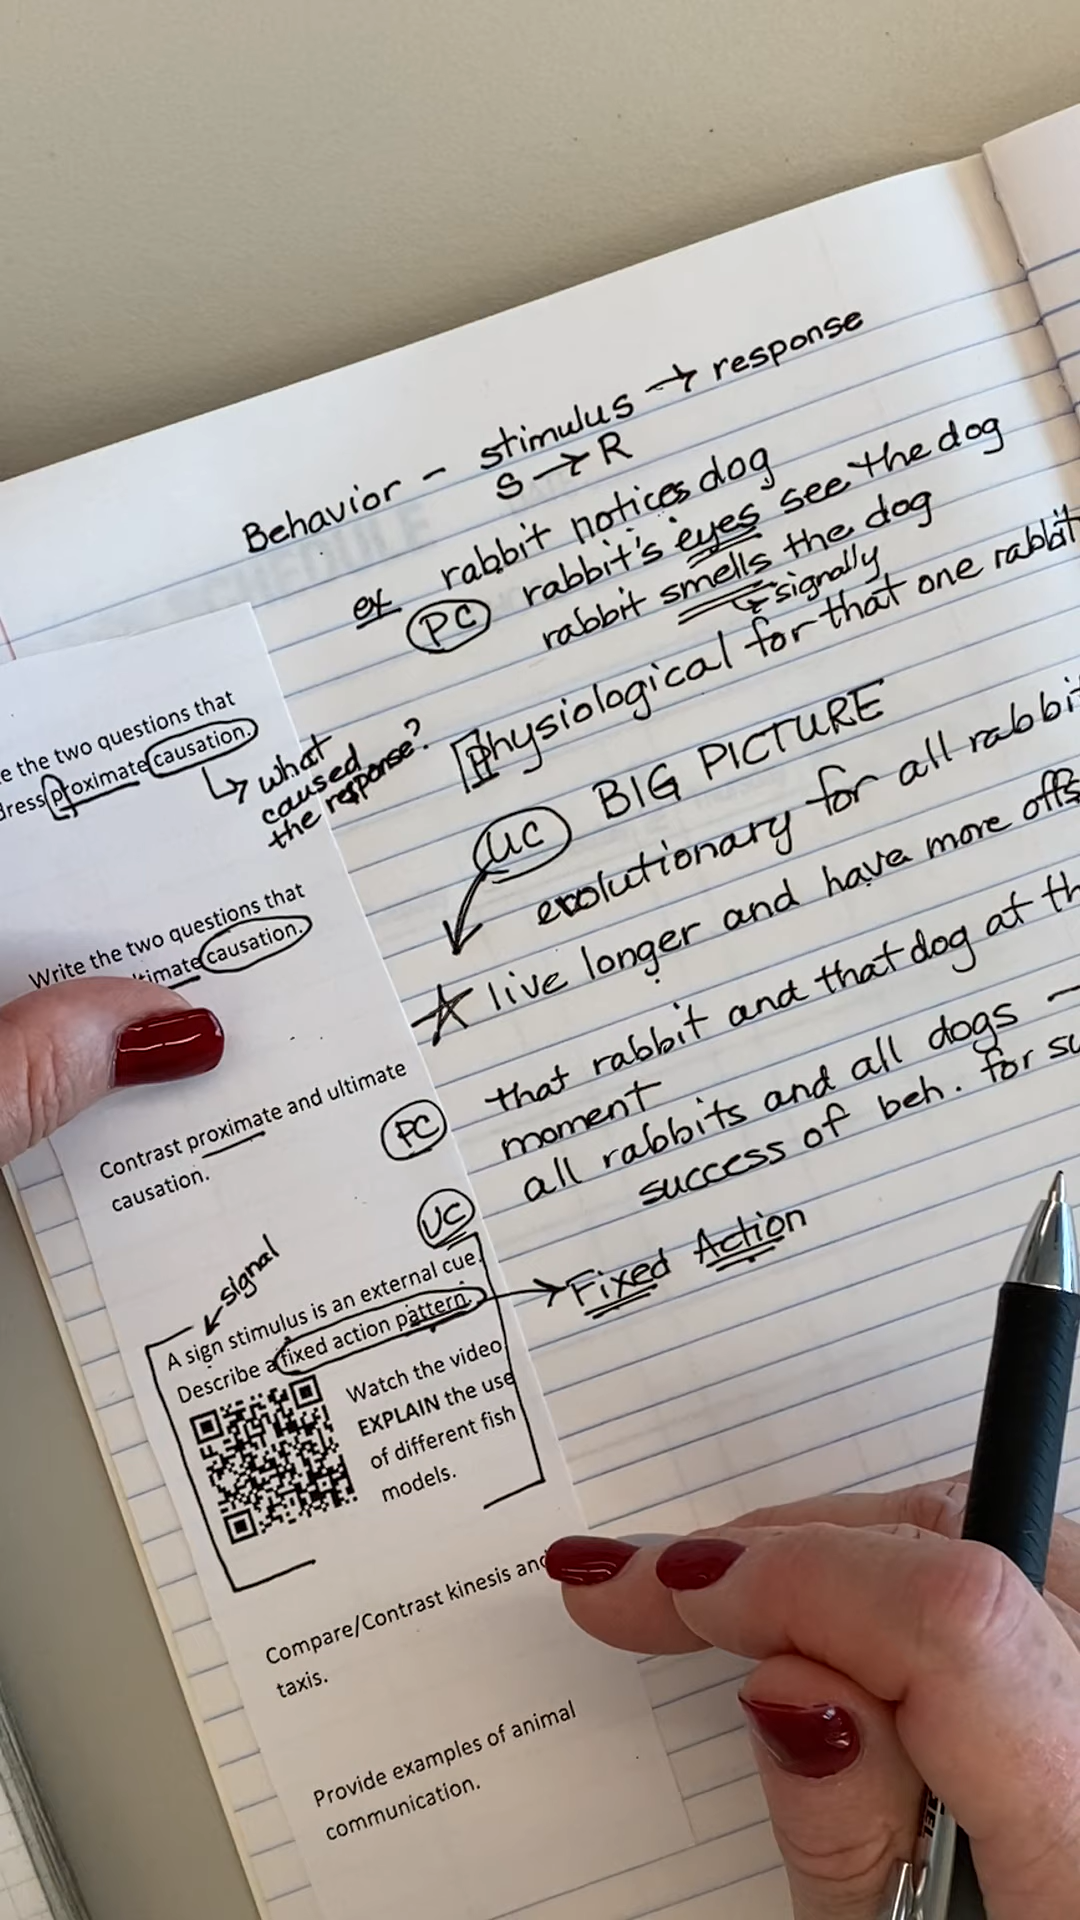 Behavior - stimulus → response
S → R
ex rabbit notices dog
PC rabbit's eyes see the dog
rabbit smells the dog
signally
Physiological for that one rabbit
UC BIG PICTURE
evolutionary for all rabbit
live longer and have more offs
that rabbit and that dog at th
moment
all rabbits and all dogs —
success of beh. for su
→ Fixed Action
e the two questions that
dress proximate causation.
what
caused
the response?
Write the two questions that
timate causation.
Contrast proximate and ultimate
causation.
PC
UC
signal
A sign stimulus is an external cue.
Describe a fixed action pattern.
Watch the video
EXPLAIN the use
of different fish
models.
Compare/Contrast kinesis and
taxis.
Provide examples of animal
communication.